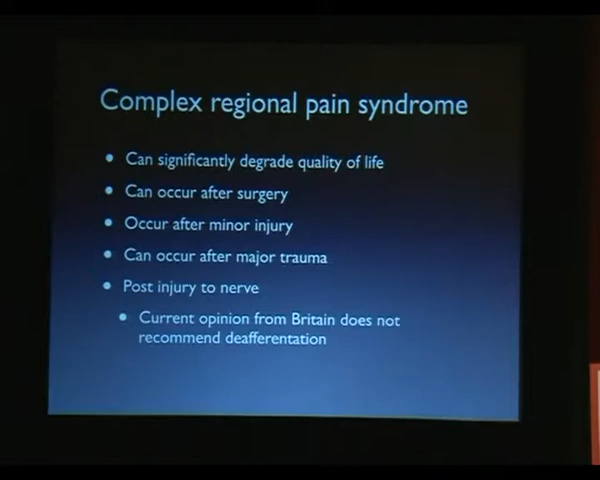 Complex regional pain syndrome
• Can significantly degrade quality of life
• Can occur after surgery
• Occur after minor injury
• Can occur after major trauma
• Post injury to nerve
• Current opinion from Britain does not
recommend deafferentation